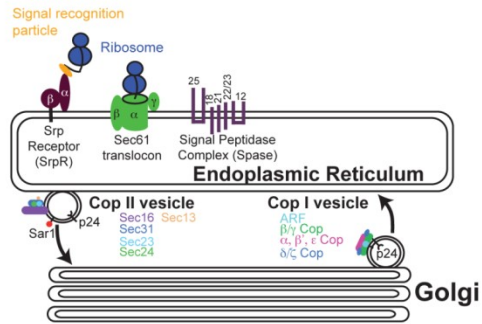 Signal recognition
particle
Ribosome
25
18
21
22/23
12
β α
β α γ
Srp
Receptor
(SrpR)
Sec61
translocon
Signal Peptidase
Complex (Spase)
Endoplasmic Reticulum
Cop II vesicle
p24
Sar1
Sec16 Sec13
Sec31
Sec23
Sec24
Cop I vesicle
ARF
β/γ Cop
α, β', ε Cop
δ/ζ Cop
p24
Golgi